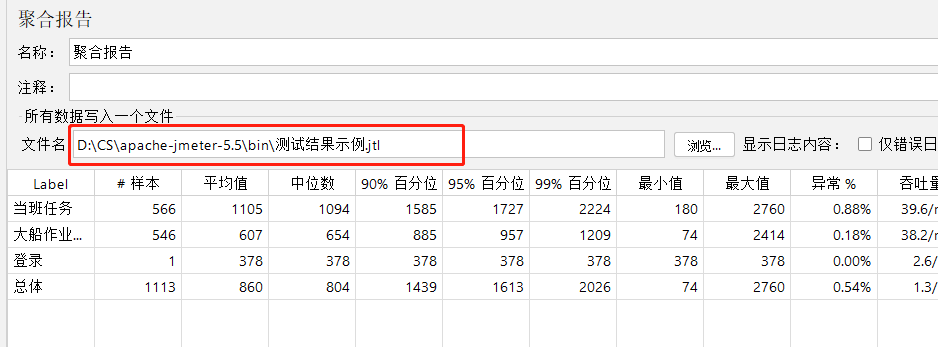 聚合报告
名称： 聚合报告
注释：
所有数据写入一个文件
文件名 D:\CS\apache-jmeter-5.5\bin\测试结果示例.jtl 浏览... 显示日志内容： 仅错误日
Label # 样本 平均值 中位数 90% 百分位 95% 百分位 99% 百分位 最小值 最大值 异常 % 吞吐量
当班任务 566 1105 1094 1585 1727 2224 180 2760 0.88% 39.6/
大船作业... 546 607 654 885 957 1209 74 2414 0.18% 38.2/
登录 1 378 378 378 378 378 378 378 0.00% 2.6/
总体 1113 860 804 1439 1613 2026 74 2760 0.54% 1.3/